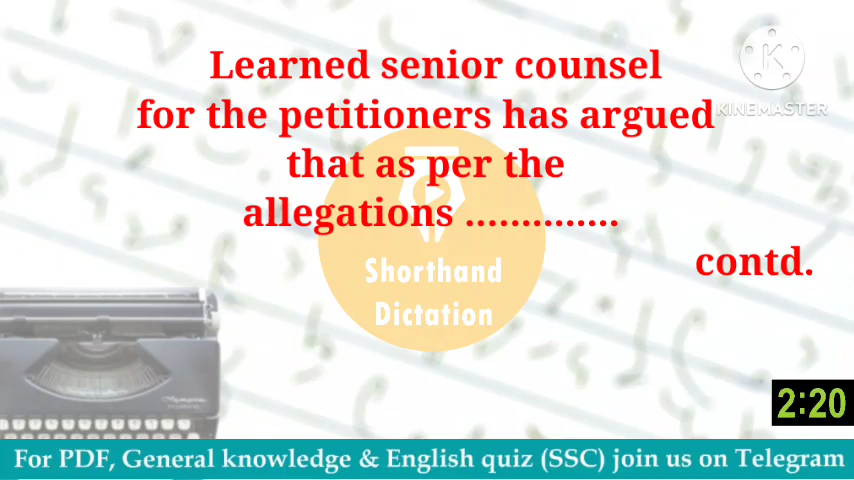 Learned senior counsel
for the petitioners has argued
that as per the
allegations ..............
contd.
KINEMASTER
Shorthand
Dictation
Olympia
2:20
For PDF, General knowledge & English quiz (SSC) join us on Telegram